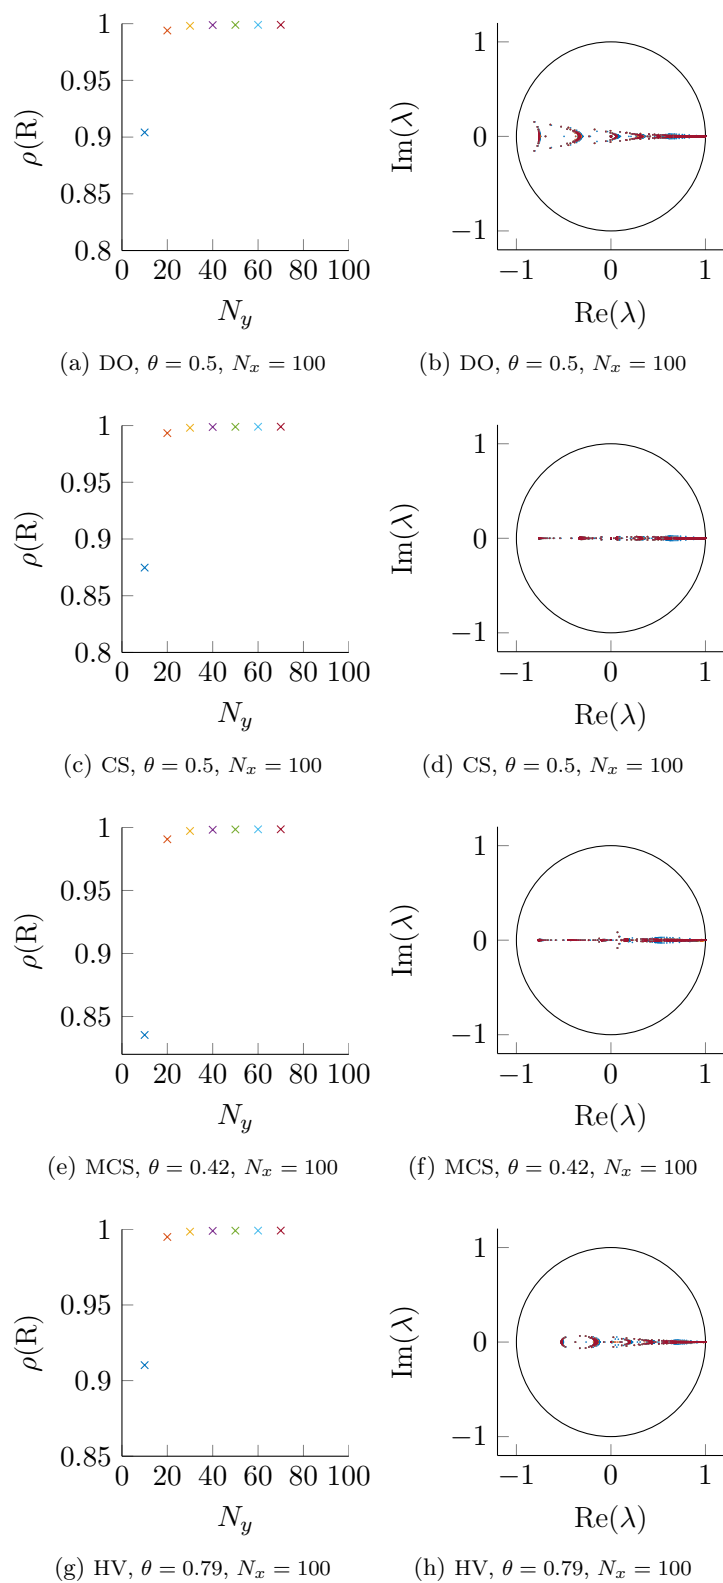 1
0.95
0.9
0.85
0.8
0 20 40 60 80 100
ρ(R)
N_y
1
0
−1
−1 0 1
Im(λ)
Re(λ)
(a) DO, θ = 0.5, N_x = 100
(b) DO, θ = 0.5, N_x = 100
1
0.95
0.9
0.85
0.8
0 20 40 60 80 100
ρ(R)
N_y
1
0
−1
−1 0 1
Im(λ)
Re(λ)
(c) CS, θ = 0.5, N_x = 100
(d) CS, θ = 0.5, N_x = 100
1
0.95
0.9
0.85
0 20 40 60 80 100
ρ(R)
N_y
1
0
−1
−1 0 1
Im(λ)
Re(λ)
(e) MCS, θ = 0.42, N_x = 100
(f) MCS, θ = 0.42, N_x = 100
1
0.95
0.9
0.85
0 20 40 60 80 100
ρ(R)
N_y
1
0
−1
−1 0 1
Im(λ)
Re(λ)
(g) HV, θ = 0.79, N_x = 100
(h) HV, θ = 0.79, N_x = 100